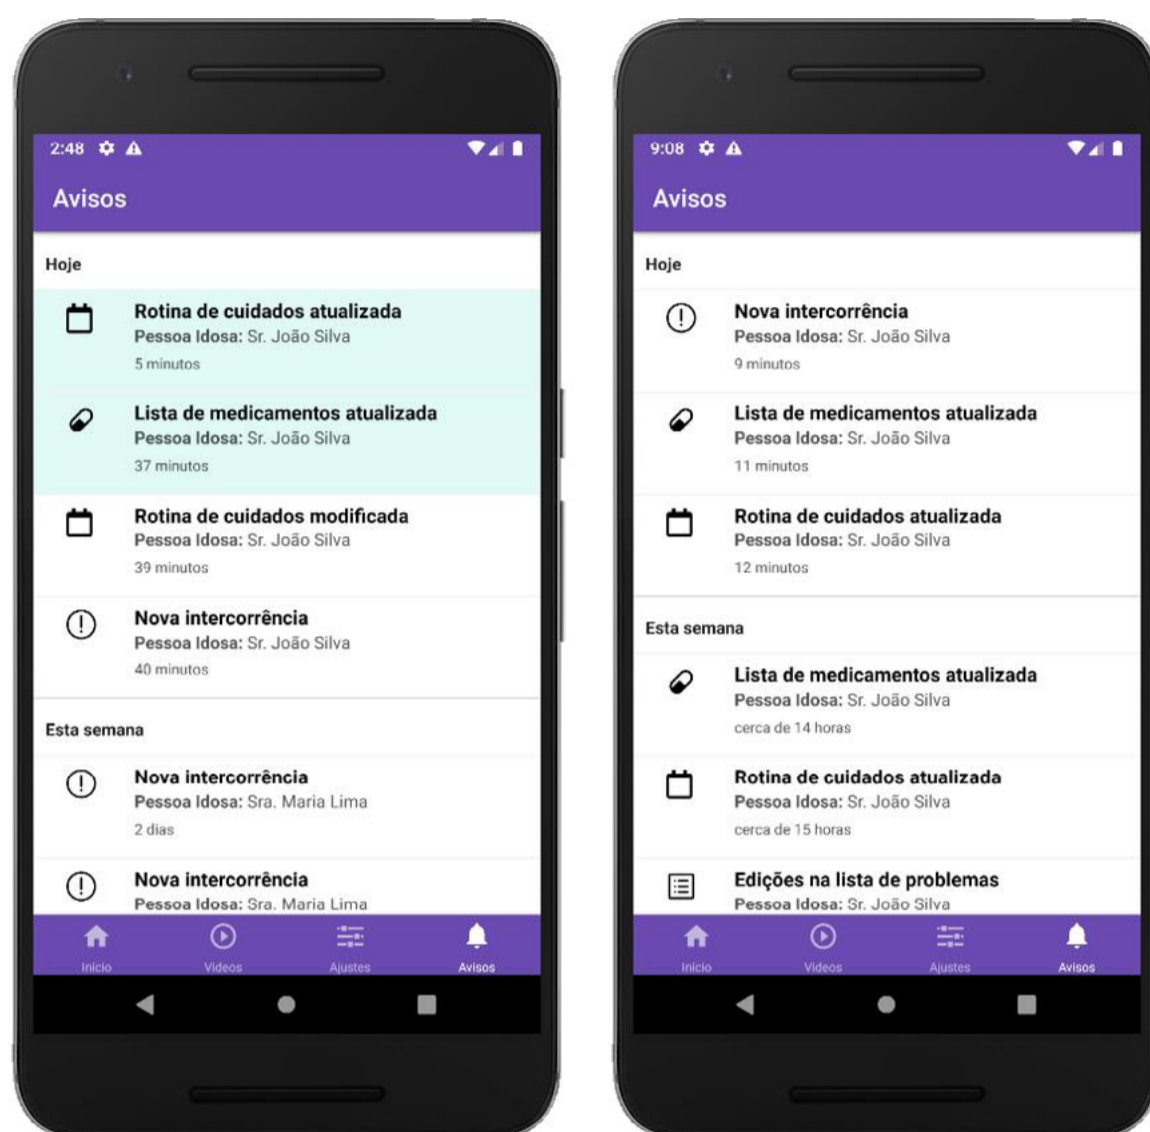 2:48
Avisos
Hoje
Rotina de cuidados atualizada
Pessoa Idosa: Sr. João Silva
5 minutos
Lista de medicamentos atualizada
Pessoa Idosa: Sr. João Silva
37 minutos
Rotina de cuidados modificada
Pessoa Idosa: Sr. João Silva
39 minutos
Nova intercorrência
Pessoa Idosa: Sr. João Silva
40 minutos
Esta semana
Nova intercorrência
Pessoa Idosa: Sra. Maria Lima
2 dias
Nova intercorrência
Pessoa Idosa: Sra. Maria Lima
Início Videos Ajustes Avisos
9:08
Avisos
Hoje
Nova intercorrência
Pessoa Idosa: Sr. João Silva
9 minutos
Lista de medicamentos atualizada
Pessoa Idosa: Sr. João Silva
11 minutos
Rotina de cuidados atualizada
Pessoa Idosa: Sr. João Silva
12 minutos
Esta semana
Lista de medicamentos atualizada
Pessoa Idosa: Sr. João Silva
cerca de 14 horas
Rotina de cuidados atualizada
Pessoa Idosa: Sr. João Silva
cerca de 15 horas
Edições na lista de problemas
Pessoa Idosa: Sr. João Silva
Início Videos Ajustes Avisos